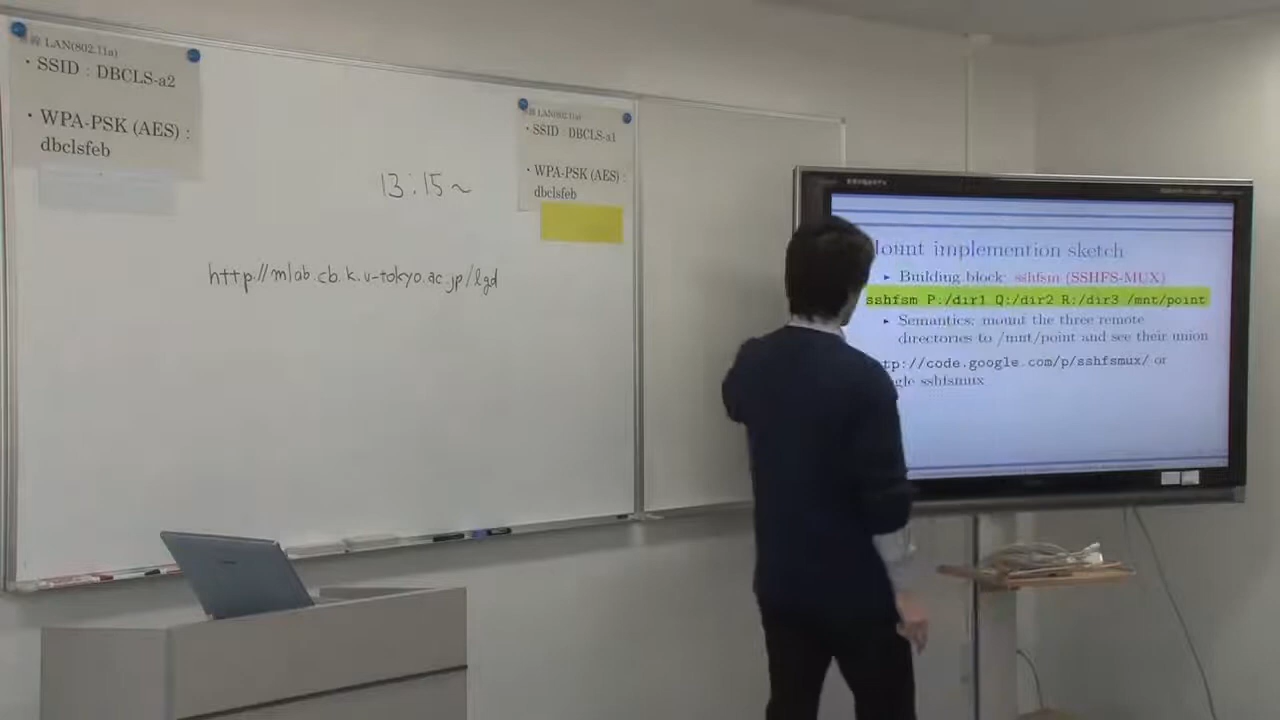 LAN(802.11a)
・SSID : DBCLS-a2
・WPA-PSK (AES) :
dbclsfeb
13:15~
http://mlab.cb.k.u-tokyo.ac.jp/lgd
LAN(802.11a)
・SSID : DBCLS-a1
・WPA-PSK (AES) :
dbclsfeb
ount implemention sketch
▸ Building block: sshfsm (SSHFS-MUX)
sshfsm P:/dir1 Q:/dir2 R:/dir3 /mnt/point
▸ Semantics: mount the three remote
directories to /mnt/point and see their union
tp://code.google.com/p/sshfsmux/ or
gle sshfsmux